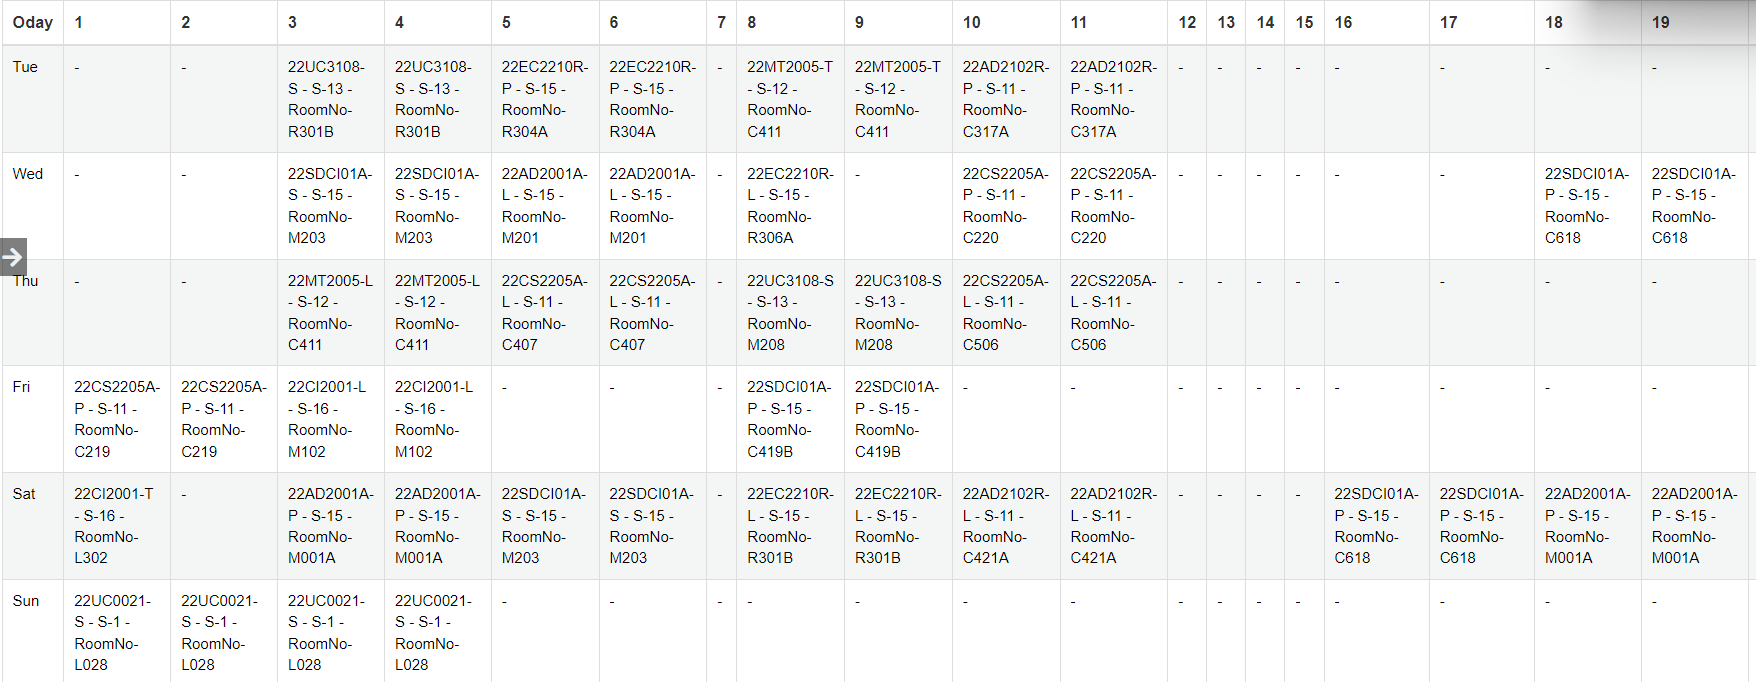 Oday 1 2 3 4 5 6 7 8 9 10 11 12 13 14 15 16 17 18 19
Tue - - 22UC3108- 22UC3108- 22EC2210R- 22EC2210R- - 22MT2005-T 22MT2005-T 22AD2102R- 22AD2102R- - - - - - - - -
S - S-13 - S - S-13 - P - S-15 - P - S-15 - - S-12 - - S-12 - P - S-11 - P - S-11 -
RoomNo- RoomNo- RoomNo- RoomNo- RoomNo- RoomNo- RoomNo- RoomNo-
R301B R301B R304A R304A C411 C411 C317A C317A
Wed - - 22SDCI01A- 22SDCI01A- 22AD2001A- 22AD2001A- - 22EC2210R- - 22CS2205A- 22CS2205A- - - - - - - 22SDCI01A- 22SDCI01A-
S - S-15 - S - S-15 - L - S-15 - L - S-15 - L - S-15 - P - S-11 - P - S-11 - P - S-15 - P - S-15 -
RoomNo- RoomNo- RoomNo- RoomNo- RoomNo- RoomNo- RoomNo- RoomNo- RoomNo-
M203 M203 M201 M201 R306A C220 C220 C618 C618
Thu - - 22MT2005-L 22MT2005-L 22CS2205A- 22CS2205A- - 22UC3108-S 22UC3108-S 22CS2205A- 22CS2205A- - - - - - - - -
- S-12 - - S-12 - L - S-11 - L - S-11 - - S-13 - - S-13 - L - S-11 - L - S-11 -
RoomNo- RoomNo- RoomNo- RoomNo- RoomNo- RoomNo- RoomNo- RoomNo-
C411 C411 C407 C407 M208 M208 C506 C506
Fri 22CS2205A- 22CS2205A- 22CI2001-L 22CI2001-L - - - 22SDCI01A- 22SDCI01A- - - - - - - - - - -
P - S-11 - P - S-11 - - S-16 - - S-16 - P - S-15 - P - S-15 -
RoomNo- RoomNo- RoomNo- RoomNo- RoomNo- RoomNo-
C219 C219 M102 M102 C419B C419B
Sat 22CI2001-T - 22AD2001A- 22AD2001A- 22SDCI01A- 22SDCI01A- - 22EC2210R- 22EC2210R- 22AD2102R- 22AD2102R- - - - - 22SDCI01A- 22SDCI01A- 22AD2001A- 22AD2001A-
- S-16 - P - S-15 - P - S-15 - S - S-15 - S - S-15 - L - S-15 - L - S-15 - L - S-11 - L - S-11 - P - S-15 - P - S-15 - P - S-15 - P - S-15 -
RoomNo- RoomNo- RoomNo- RoomNo- RoomNo- RoomNo- RoomNo- RoomNo- RoomNo- RoomNo- RoomNo- RoomNo- RoomNo-
L302 M001A M001A M203 M203 R301B R301B C421A C421A C618 C618 M001A M001A
Sun 22UC0021- 22UC0021- 22UC0021- 22UC0021- - - - - - - - - - - - - - - -
S - S-1 - S - S-1 - S - S-1 - S - S-1 -
RoomNo- RoomNo- RoomNo- RoomNo-
L028 L028 L028 L028